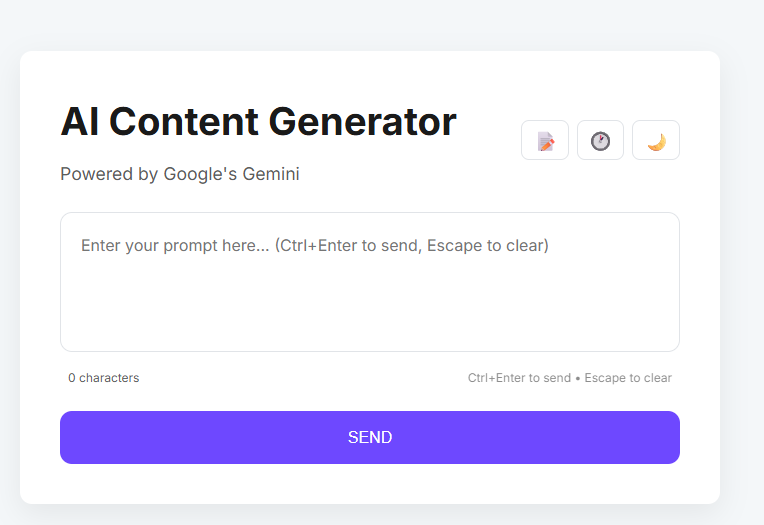 AI Content Generator
Powered by Google's Gemini
Enter your prompt here... (Ctrl+Enter to send, Escape to clear)
0 characters
Ctrl+Enter to send • Escape to clear
SEND